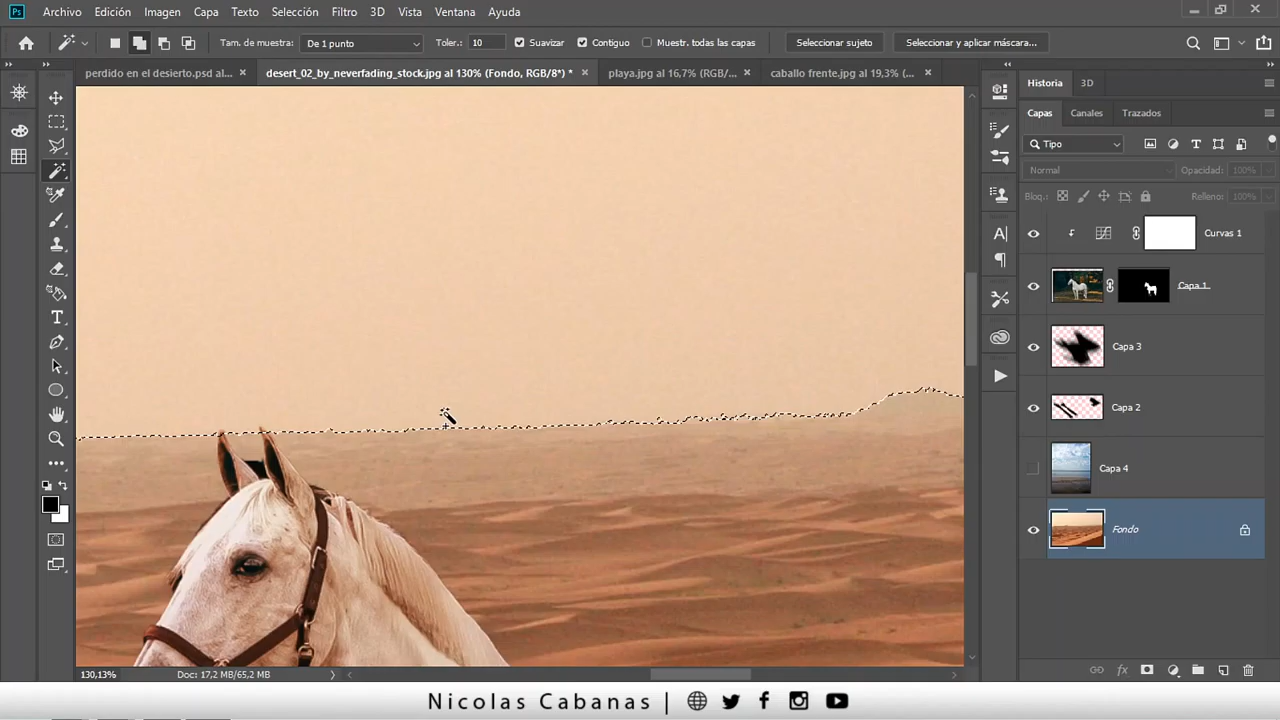 Ps Archivo Edición Imagen Capa Texto Selección Filtro 3D Vista Ventana Ayuda
Tam. de muestra: De 1 punto Toler.: 10 Suavizar Contiguo Muestr. todas las capas Seleccionar sujeto Seleccionar y aplicar máscara...
perdido en el desierto.psd al... × desert_02_by_neverfading_stock.jpg al 130% (Fondo, RGB/8*) * × playa.jpg al 16,7% (RGB/... × caballo frente.jpg al 19,3% (... ×
Historia 3D
Capas Canales Trazados
Tipo
Normal Opacidad: 100%
Bloq.: Relleno: 100%
Curvas 1
Capa 1
Capa 3
Capa 2
Capa 4
Fondo
130,13% Doc: 17,2 MB/65,2 MB
Nicolas Cabanas |